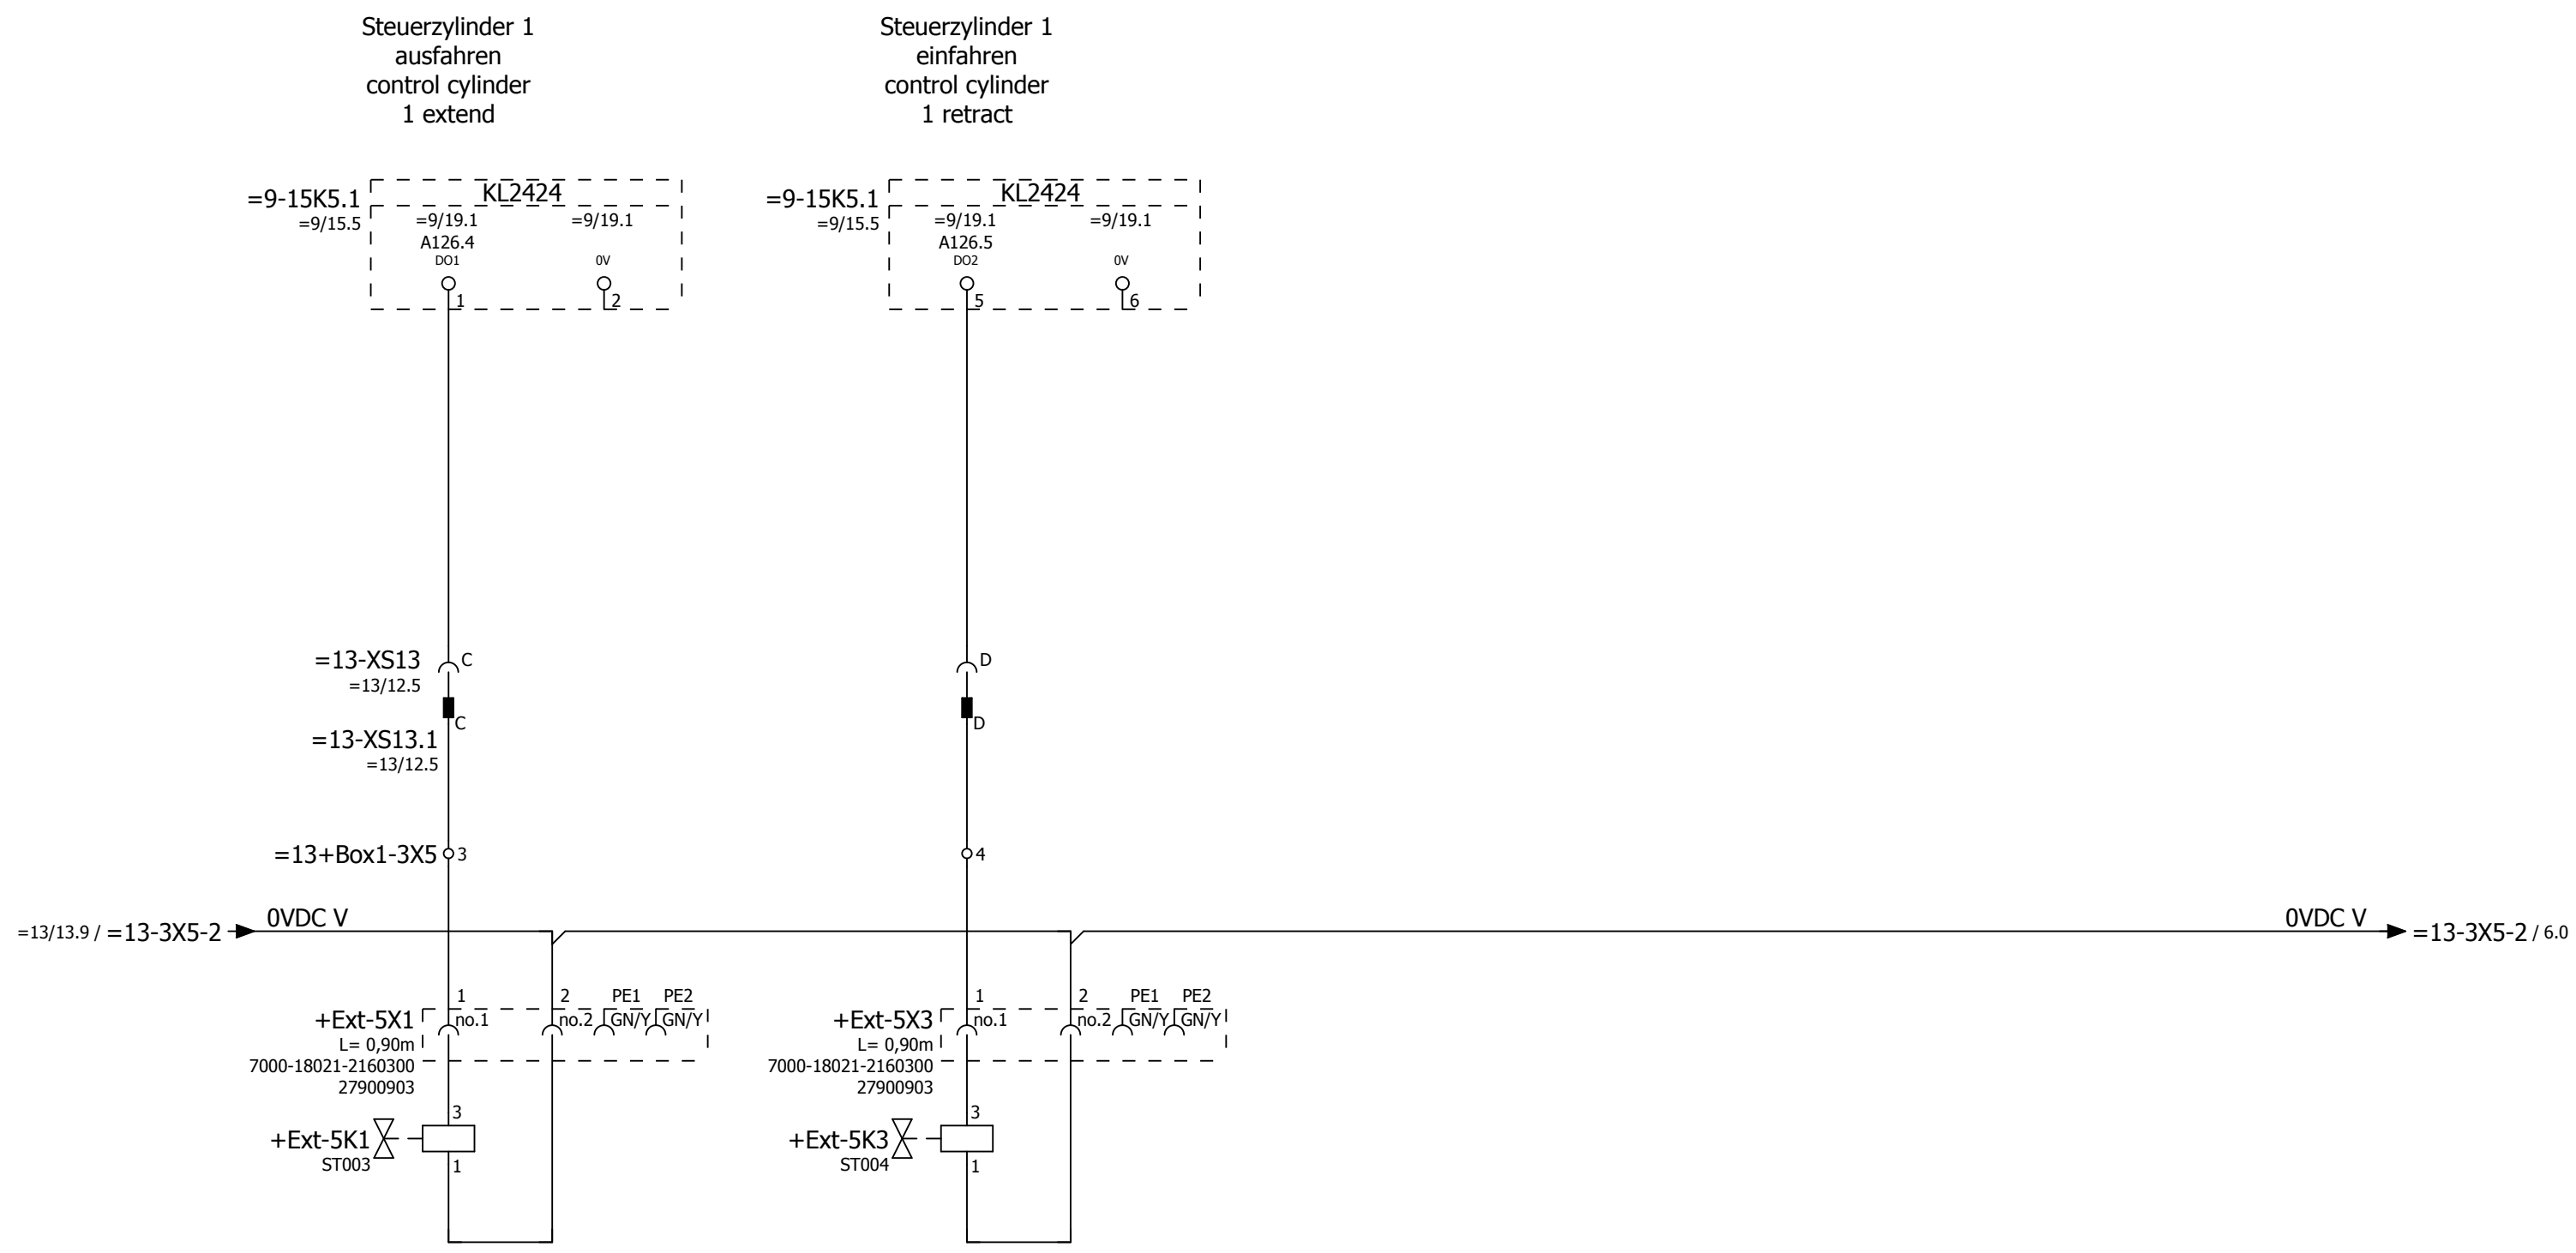 Steuerzylinder 1
ausfahren
control cylinder
1 extend
Steuerzylinder 1
einfahren
control cylinder
1 retract
=9-15K5.1
=9/15.5
KL2424
=9/19.1
=9/19.1
A126.4
DO1
0V
1
2
=9-15K5.1
=9/15.5
KL2424
=9/19.1
=9/19.1
A126.5
DO2
0V
5
6
=13-XS13
=13/12.5
C
D
C
D
=13-XS13.1
=13/12.5
=13+Box1-3X5
3
4
=13/13.9 / =13-3X5-2
0VDC V
0VDC V
=13-3X5-2 / 6.0
1
2
PE1
PE2
+Ext-5X1
no.1
no.2
GN/Y
GN/Y
L= 0,90m
7000-18021-2160300
27900903
3
+Ext-5K1
ST003
1
1
2
PE1
PE2
+Ext-5X3
no.1
no.2
GN/Y
GN/Y
L= 0,90m
7000-18021-2160300
27900903
3
+Ext-5K3
ST004
1